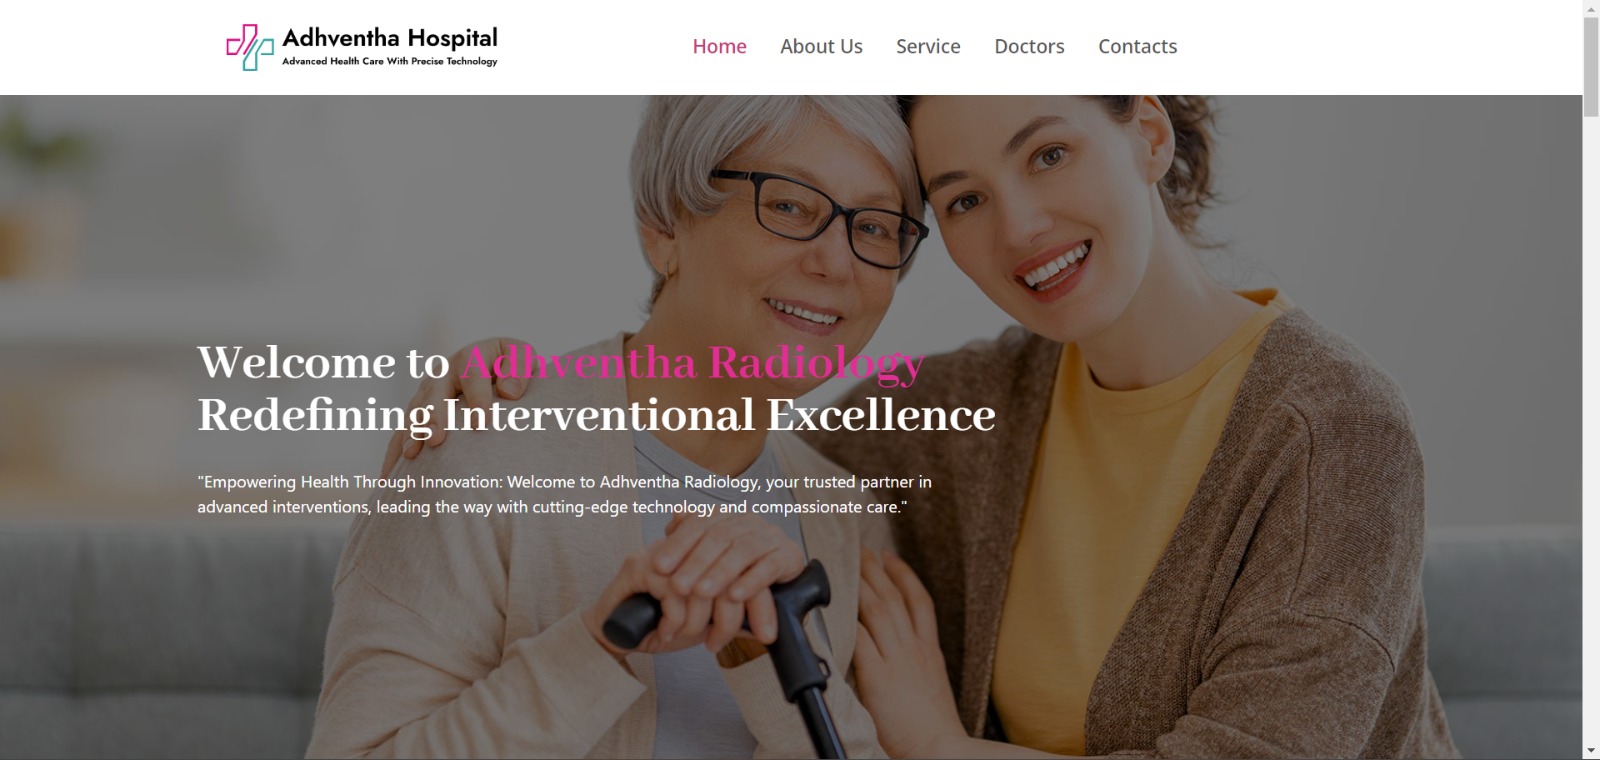 Adhventha Hospital
Advanced Health Care With Precise Technology
Home About Us Service Doctors Contacts
Welcome to Adhventha Radiology
Redefining Interventional Excellence
"Empowering Health Through Innovation: Welcome to Adhventha Radiology, your trusted partner in
advanced interventions, leading the way with cutting-edge technology and compassionate care."